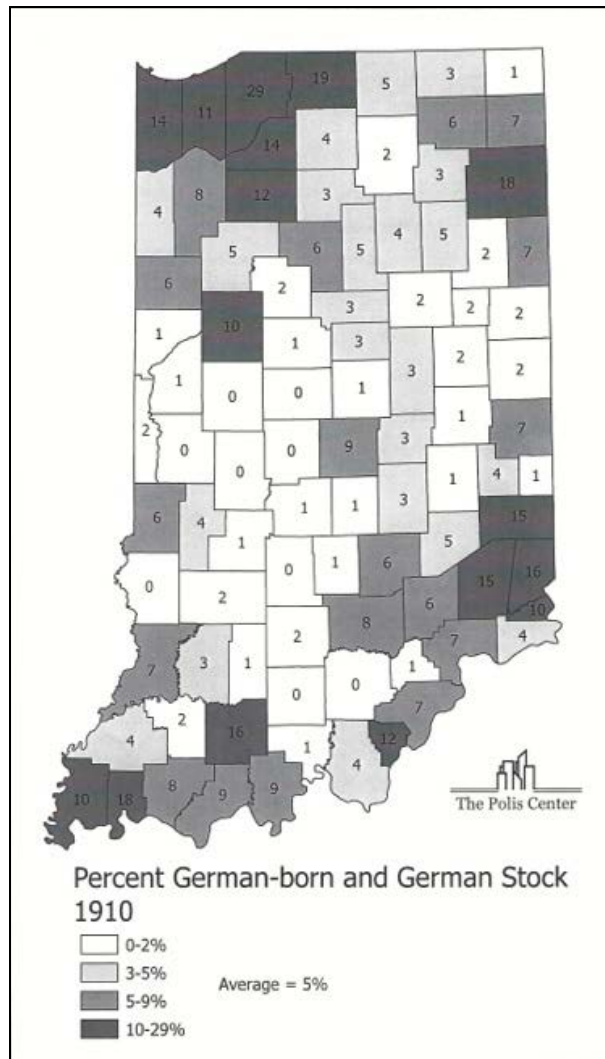 29 19 5 3 1
14 11
14 4 2 6 7
4 8 12 3 3 18
5 6 5 4 5 2 7
6 2 3 2 2 2
1 10 1 3 3 2 2
1 0 0 1 1
2 0 0 9 3 7
0 1 1 3 1 4 1
6 4 1 15
0 2 0 1 6 5 15 16
2 8 6 10
7 3 1 0 0 1 7 4
4 2 16 1 4 12 7
10 18 8 9 9
The Polis Center
Percent German-born and German Stock
1910
0-2%
3-5%
Average = 5%
5-9%
10-29%